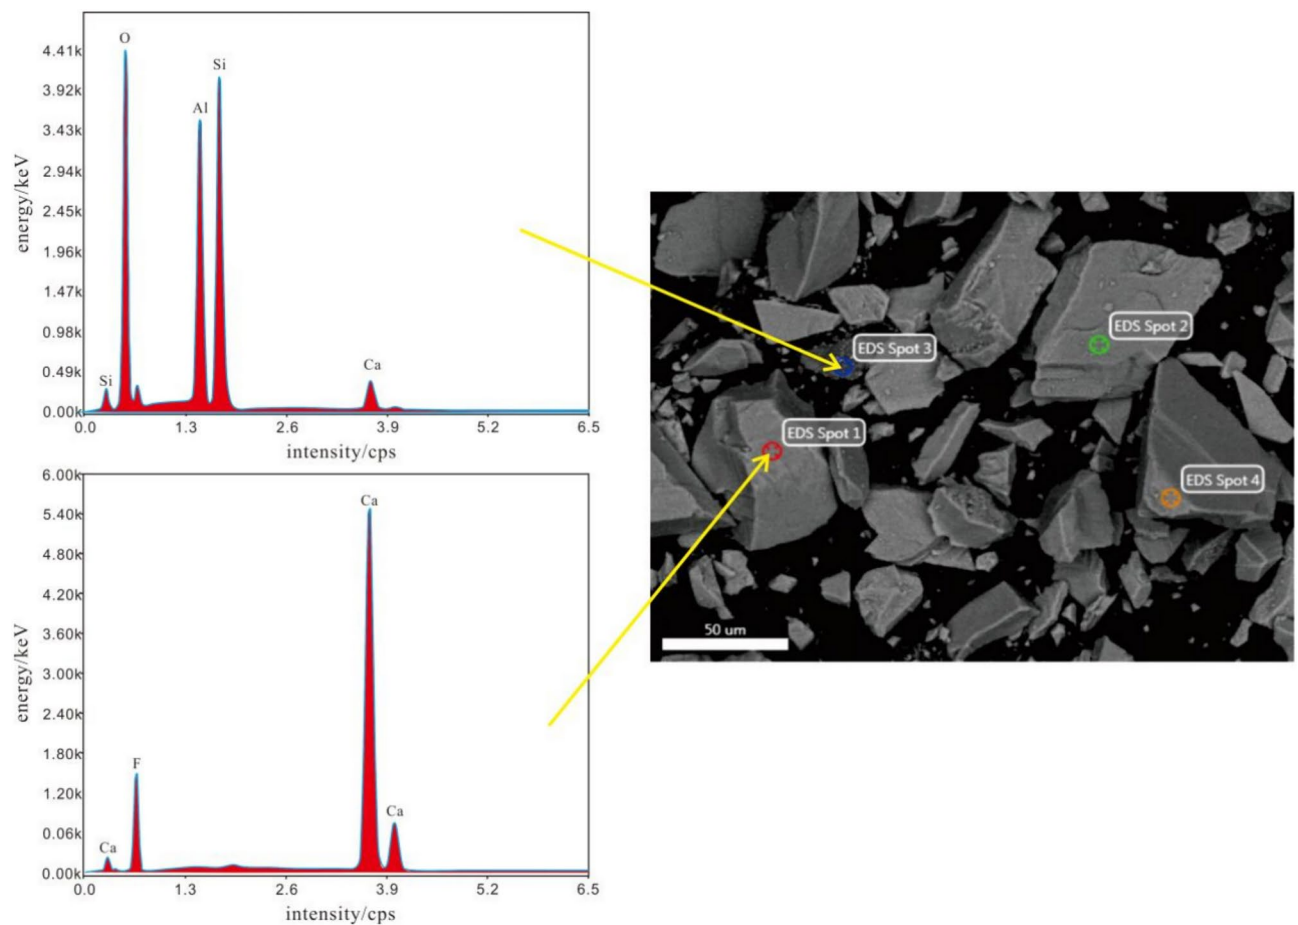 O
Si
Al
Si
Ca
4.41k
3.92k
3.43k
2.94k
2.45k
1.96k
1.47k
0.98k
0.49k
0.00k
energy/keV
0.0 1.3 2.6 3.9 5.2 6.5
intensity/cps
6.00k
5.40k
4.80k
4.20k
3.60k
3.00k
2.40k
1.80k
1.20k
0.06k
0.00k
energy/keV
Ca
F
Ca
Ca
0.0 1.3 2.6 3.9 5.2 6.5
intensity/cps
EDS Spot 2
EDS Spot 3
EDS Spot 1
EDS Spot 4
50 um